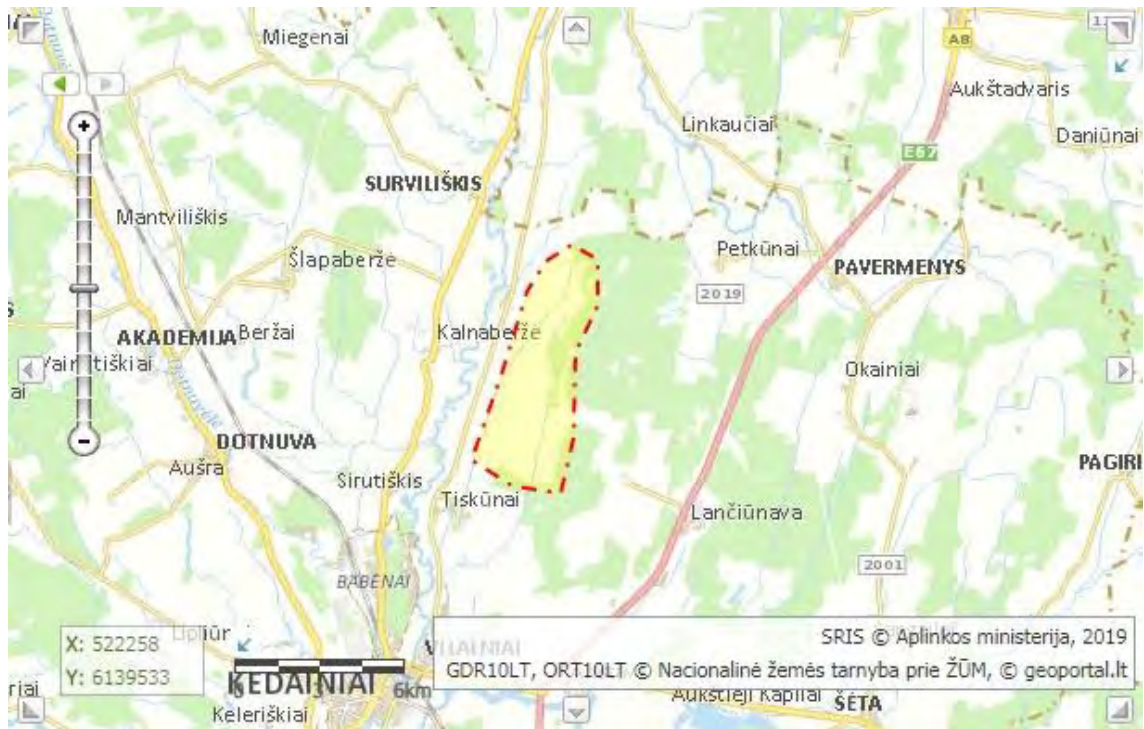 Miegenai
A8
Aukštadvaris
Linkaučiai
Daniūnai
E67
SURVILIŠKIS
Mantviliškis
Šlapaberžė
Petkūnai
PAVERMENYS
2019
AKADEMIJA
Beržai
Kalnaberžė
Okainiai
Dotnuvėlė
DOTNUVA
Aušra
Sirutiškis
PAGIRI
Tiskūnai
Lančiūnava
BABĖNAI
2001
X: 522258
Y: 6139533
SRIS © Aplinkos ministerija, 2019
GDR10LT, ORT10LT © Nacionalinė žemės tarnyba prie ŽŪM, © geoportal.lt
KĖDAINIAI
6km
Aukštieji Kapliai
ŠĖTA
Keleriškiai